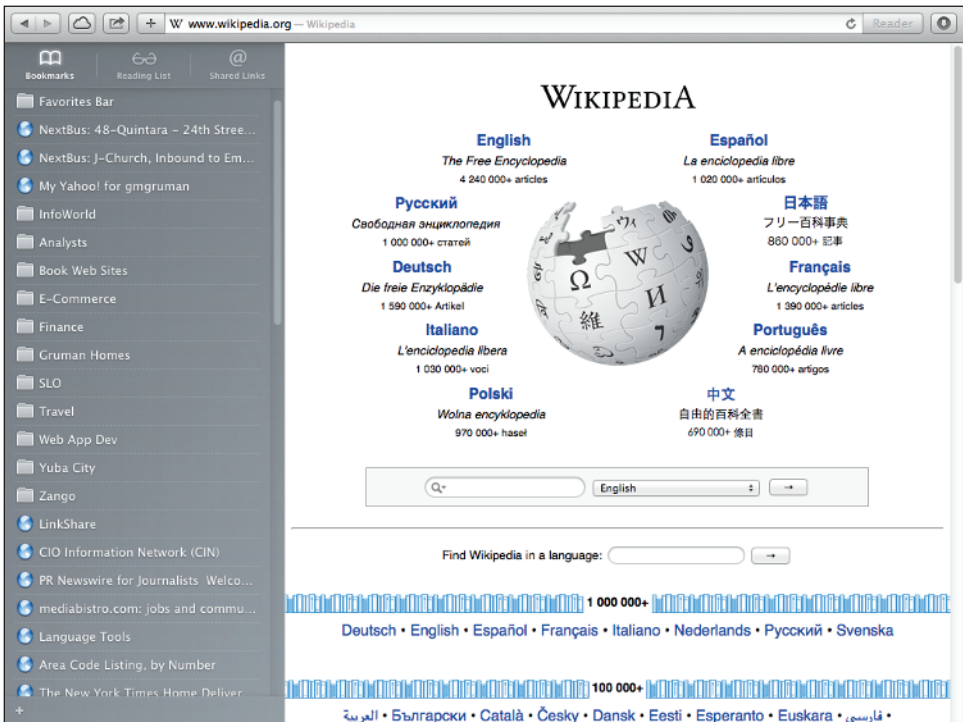 www.wikipedia.org — Wikipedia
Reader
Bookmarks
Reading List
Shared Links
Favorites Bar
NextBus: 48-Quintara – 24th Stree...
NextBus: J-Church, Inbound to Em...
My Yahoo! for gmgruman
InfoWorld
Analysts
Book Web Sites
E-Commerce
Finance
Gruman Homes
SLO
Travel
Web App Dev
Yuba City
Zango
LinkShare
CIO Information Network (CIN)
PR Newswire for Journalists Welco...
mediabistro.com: jobs and commu...
Language Tools
Area Code Listing, by Number
The New York Times Home Deliver
WIKIPEDIA
English
The Free Encyclopedia
4 240 000+ articles
Español
La enciclopedia libre
1 020 000+ artículos
Русский
Свободная энциклопедия
1 000 000+ статей
日本語
フリー百科事典
860 000+ 記事
Deutsch
Die freie Enzyklopädie
1 590 000+ Artikel
Français
L'encyclopédie libre
1 390 000+ articles
Italiano
L'enciclopedia libera
1 030 000+ voci
Português
A enciclopédia livre
780 000+ artigos
Polski
Wolna encyklopedia
970 000+ haseł
中文
自由的百科全書
690 000+ 條目
English
Find Wikipedia in a language:
1 000 000+
Deutsch • English • Español • Français • Italiano • Nederlands • Русский • Svenska
100 000+
العربية • Български • Català • Česky • Dansk • Eesti • Esperanto • Euskara • فارسی •